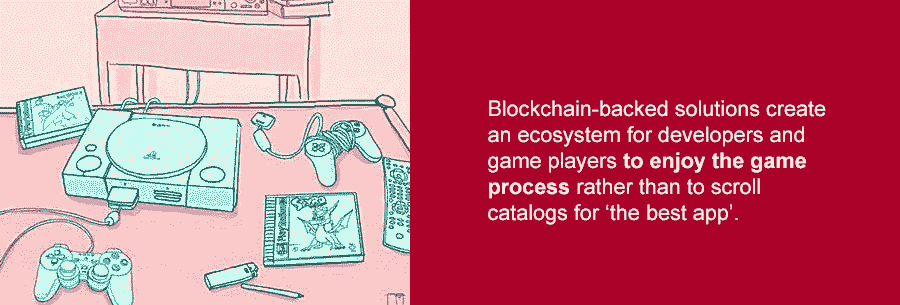 Blockchain-backed solutions create
an ecosystem for developers and
game players to enjoy the game
process rather than to scroll
catalogs for ‘the best app’.